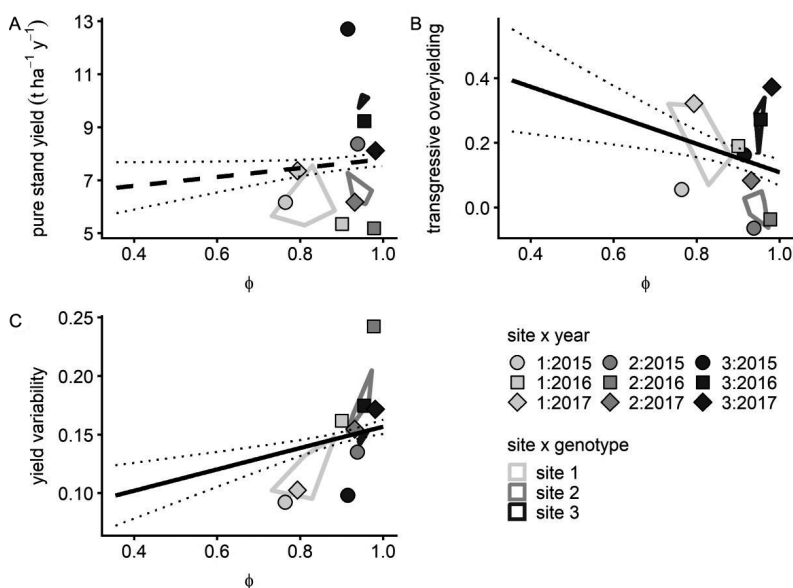 A
pure stand yield (t ha⁻¹ y⁻¹)
13
11
9
7
5
0.4 0.6 0.8 1.0
ϕ
B
transgressive overyielding
0.4
0.2
0.0
0.4 0.6 0.8 1.0
ϕ
C
yield variability
0.25
0.20
0.15
0.10
0.4 0.6 0.8 1.0
ϕ
site x year
1:2015 2:2015 3:2015
1:2016 2:2016 3:2016
1:2017 2:2017 3:2017
site x genotype
site 1
site 2
site 3